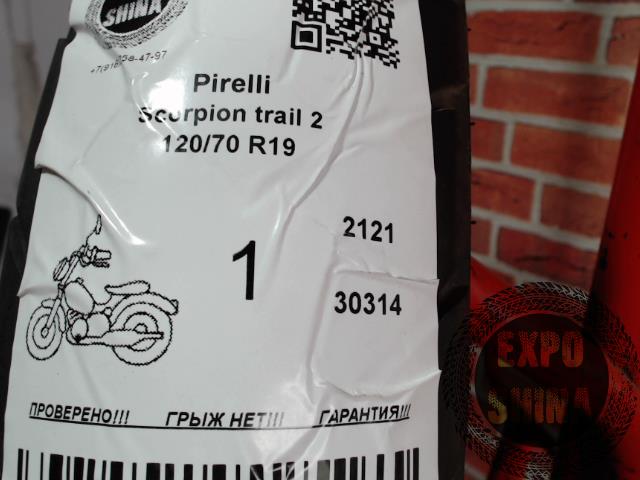 SHINA
Pirelli
Scorpion trail 2
120/70 R19
2121
1
30314
ПРОВЕРЕНО!!! ГРЫЖ НЕТ!!! ГАРАНТИЯ!!!
EXPO
SHINA